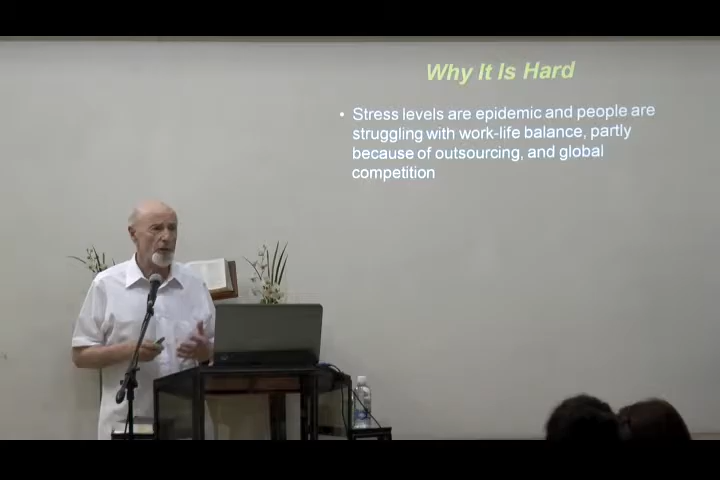 Why It Is Hard
• Stress levels are epidemic and people are
struggling with work-life balance, partly
because of outsourcing, and global
competition